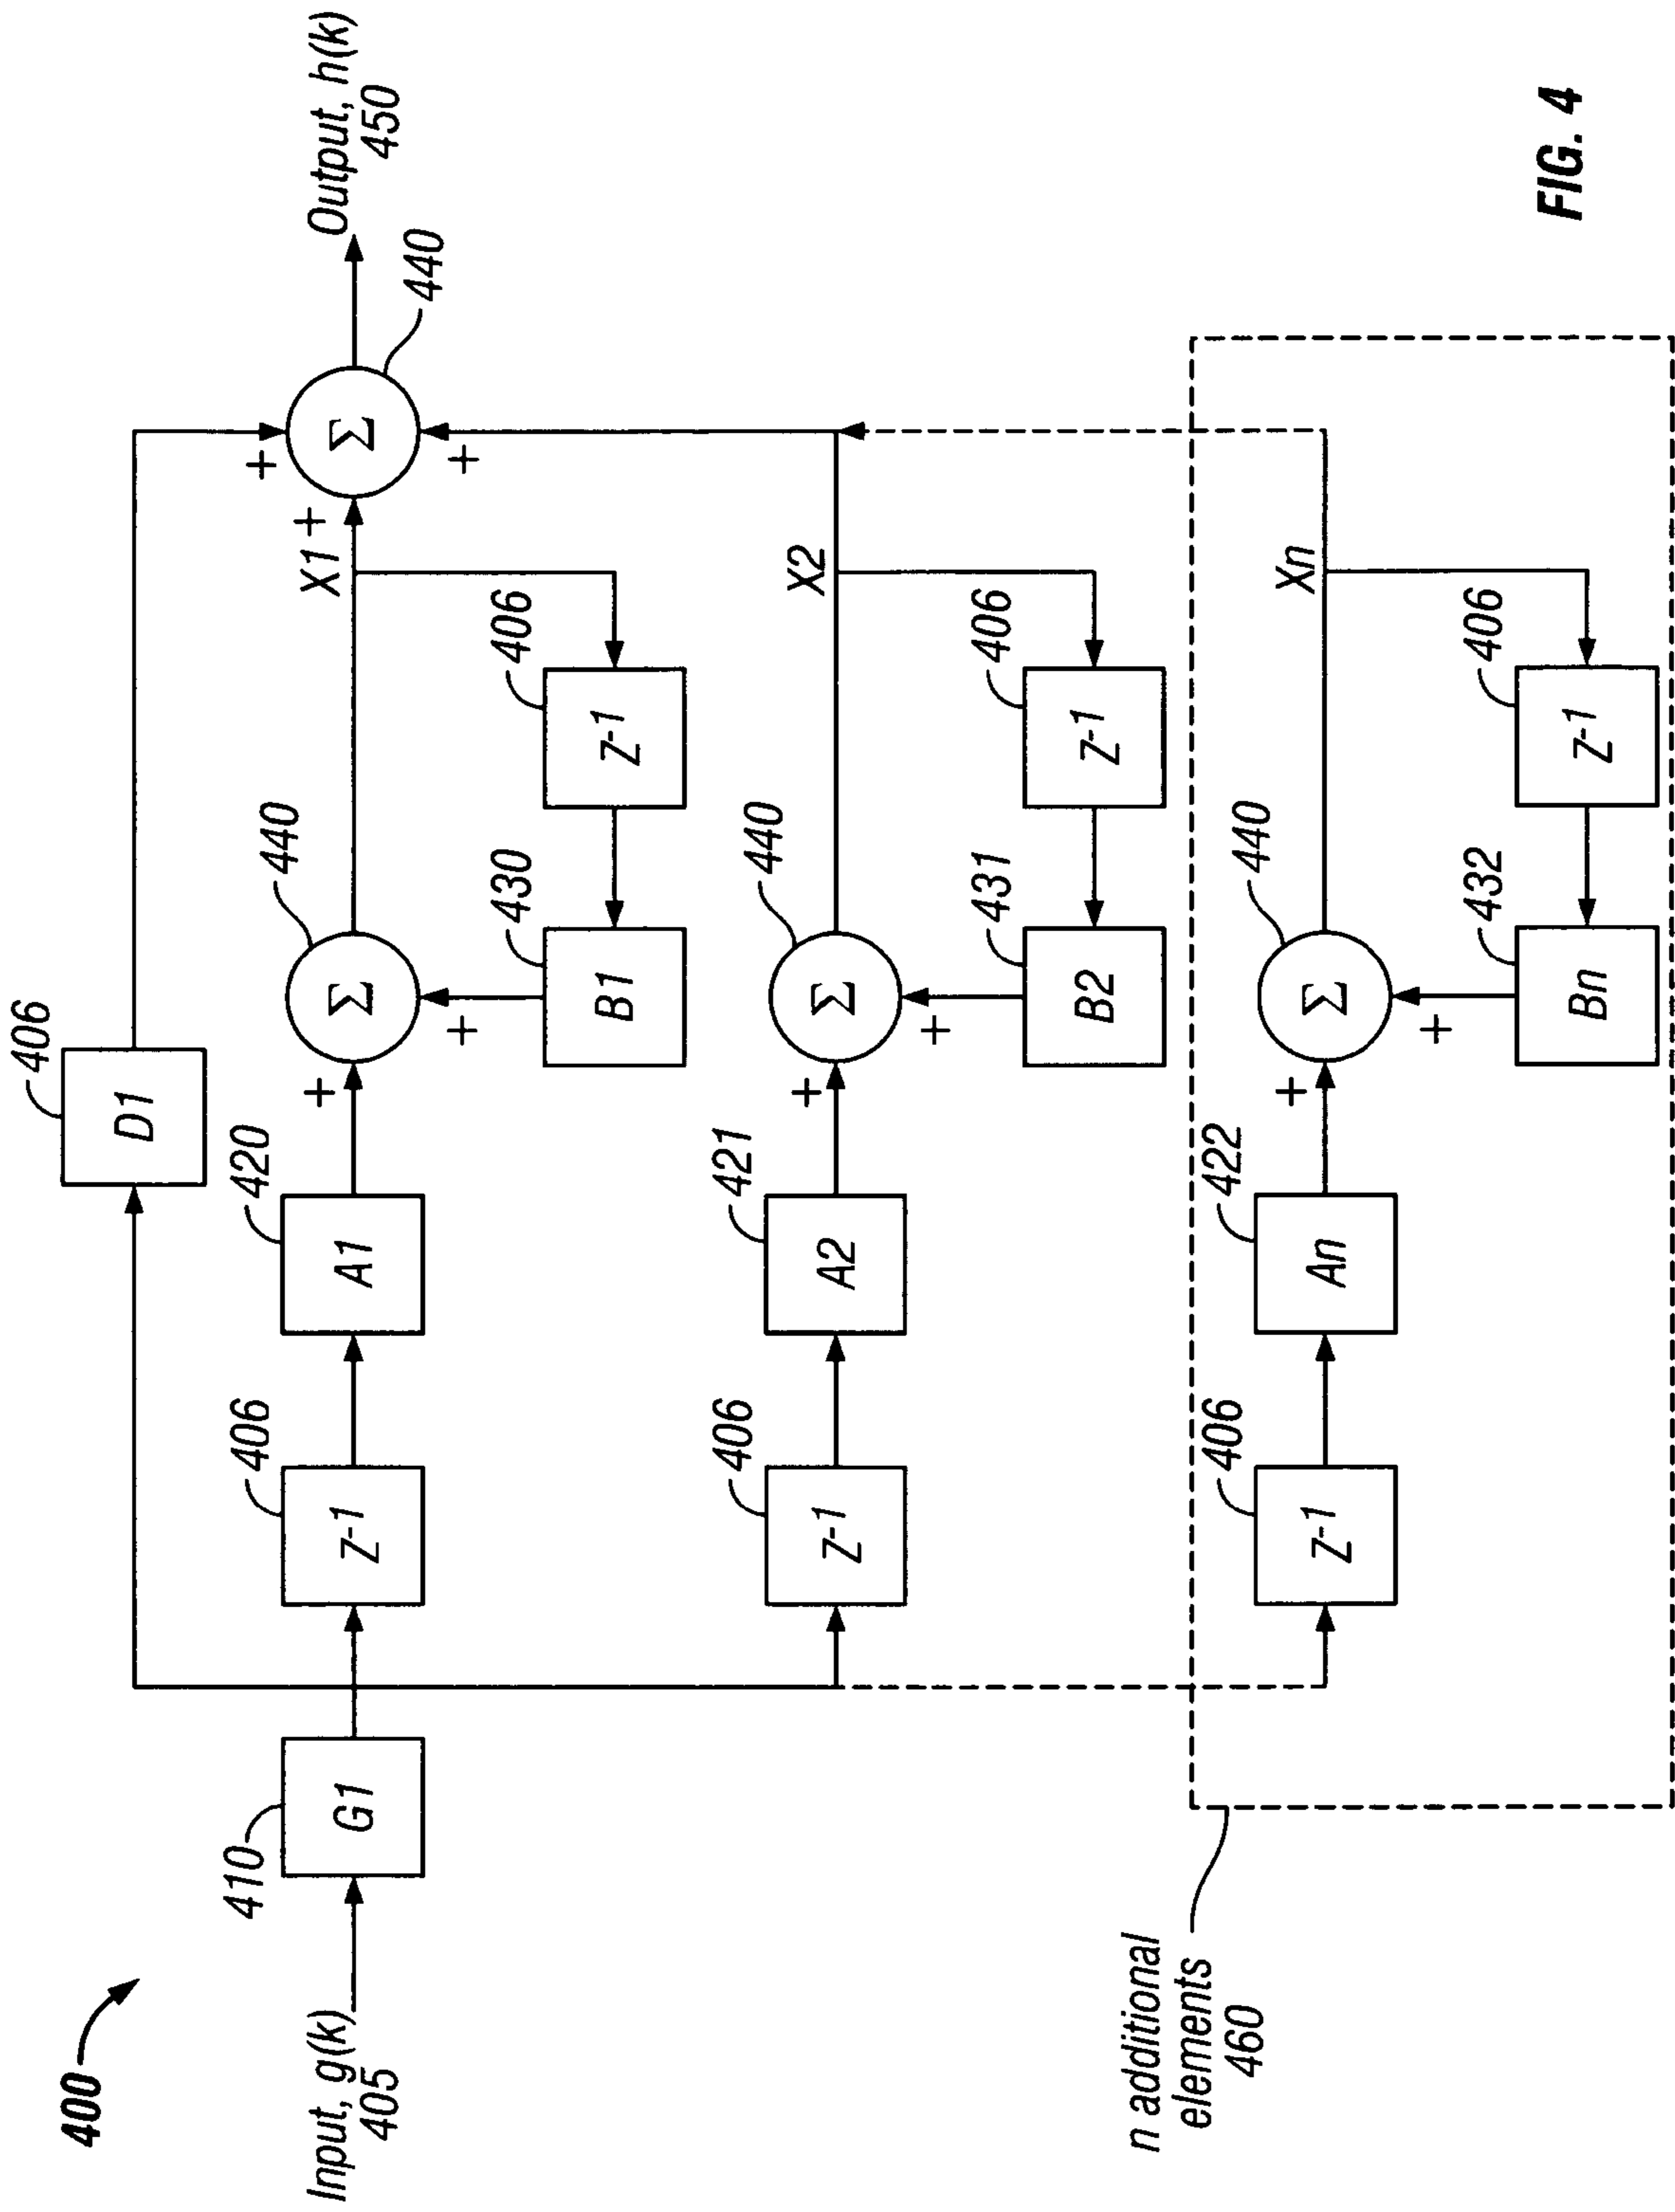 400
406
D1
Input, g(k)
405
410
G1
406
Z-1
420
A1
+
440
Σ
+
430
B1
406
Z-1
X1
+
+
+
Σ
440
Output, h(k)
450
406
Z-1
421
A2
+
440
Σ
+
431
B2
406
Z-1
X2
n additional
elements
460
406
Z-1
422
An
+
440
Σ
+
432
Bn
406
Z-1
Xn
FIG. 4